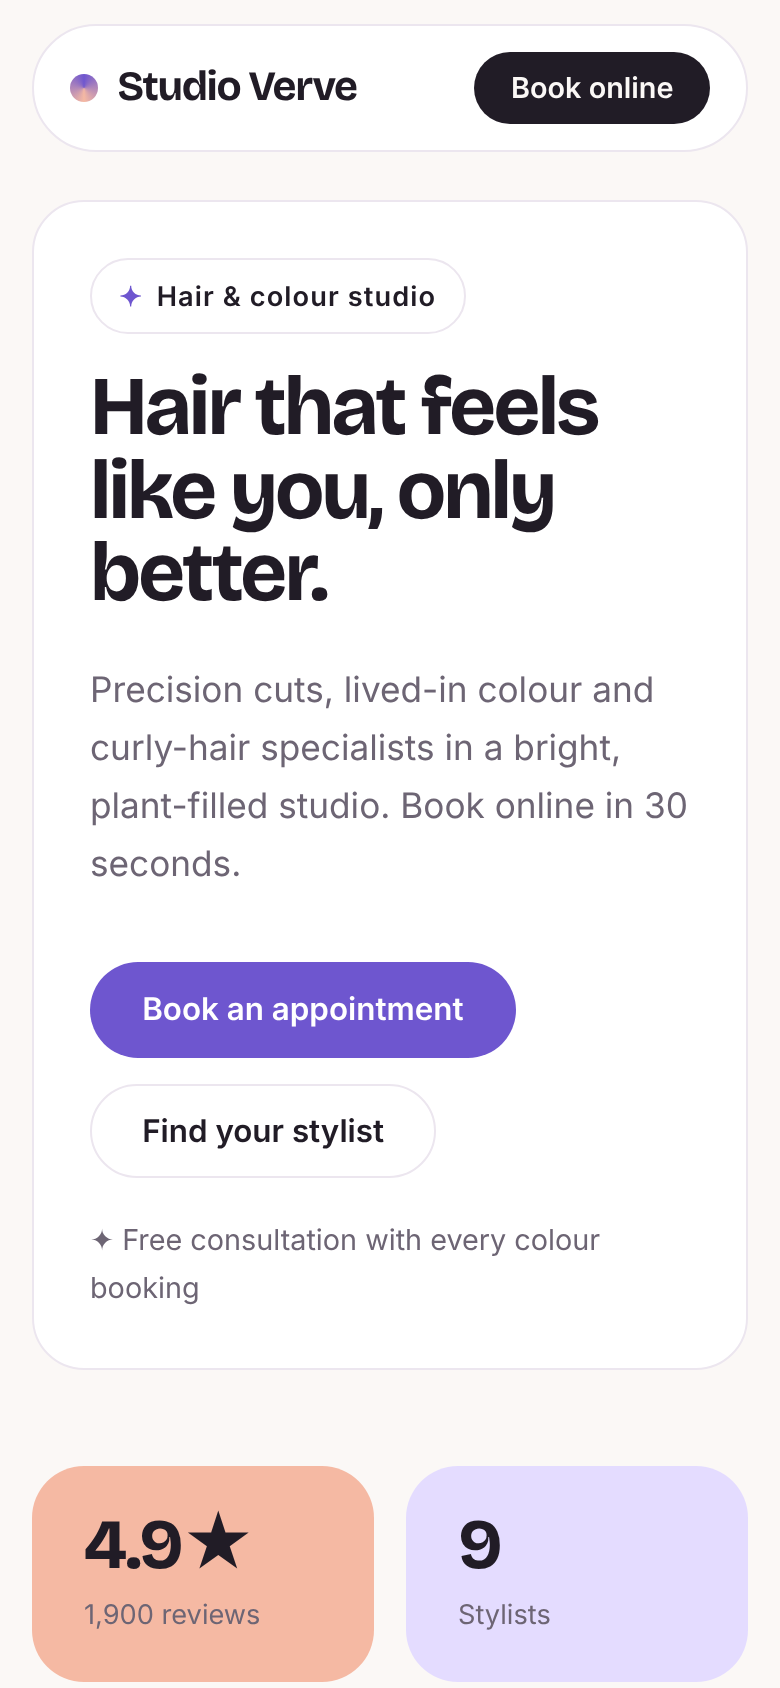 Studio Verve
Book online
✦ Hair & colour studio
Hair that feels
like you, only
better.
Precision cuts, lived-in colour and
curly-hair specialists in a bright,
plant-filled studio. Book online in 30
seconds.
Book an appointment
Find your stylist
✦ Free consultation with every colour
booking
4.9★
1,900 reviews
9
Stylists